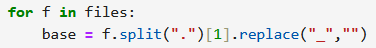 for f in files:
    base = f.split(".")[1].replace("_","")